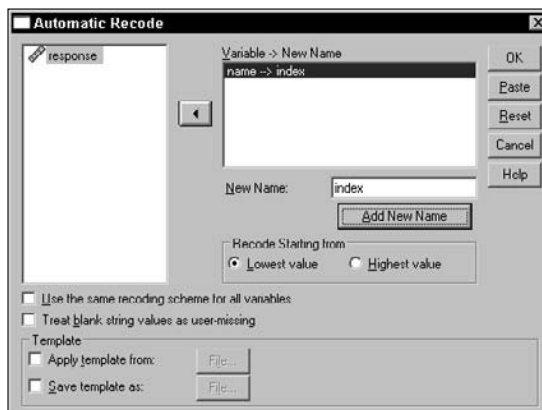 Automatic Recode
response
Variable -> New Name
name --> index
OK
Paste
Reset
Cancel
Help
New Name:
index
Add New Name
Recode Starting from
Lowest value
Highest value
Use the same recoding scheme for all variables
Treat blank string values as user-missing
Template
Apply template from:
File...
Save template as:
File...